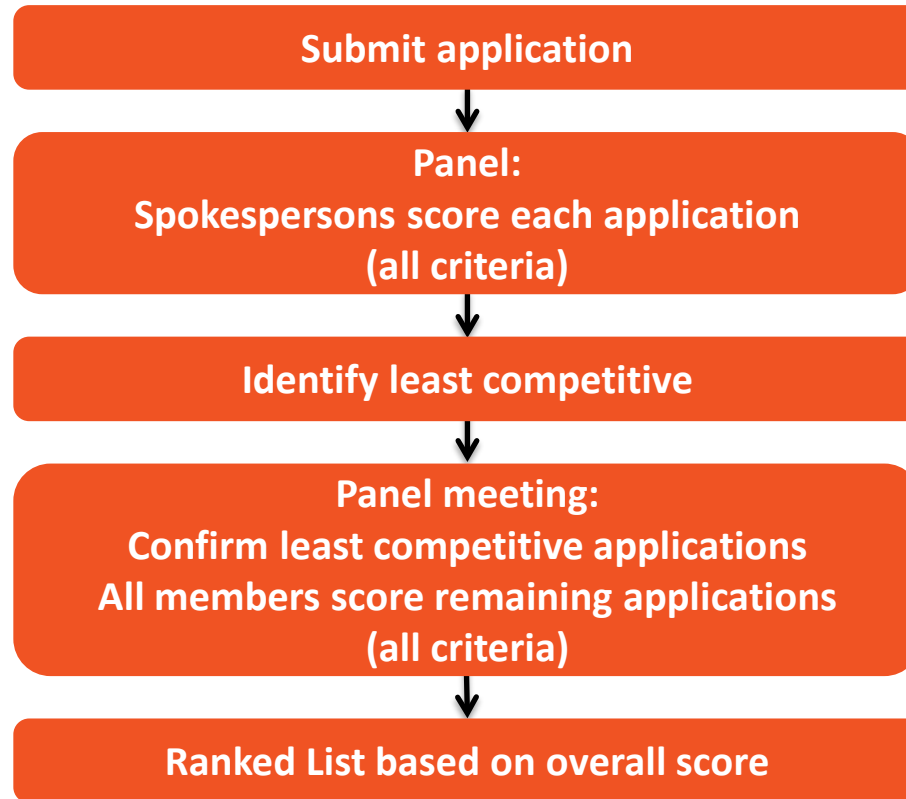 Submit application
Panel:
Spokespersons score each application
(all criteria)
Identify least competitive
Panel meeting:
Confirm least competitive applications
All members score remaining applications
(all criteria)
Ranked List based on overall score